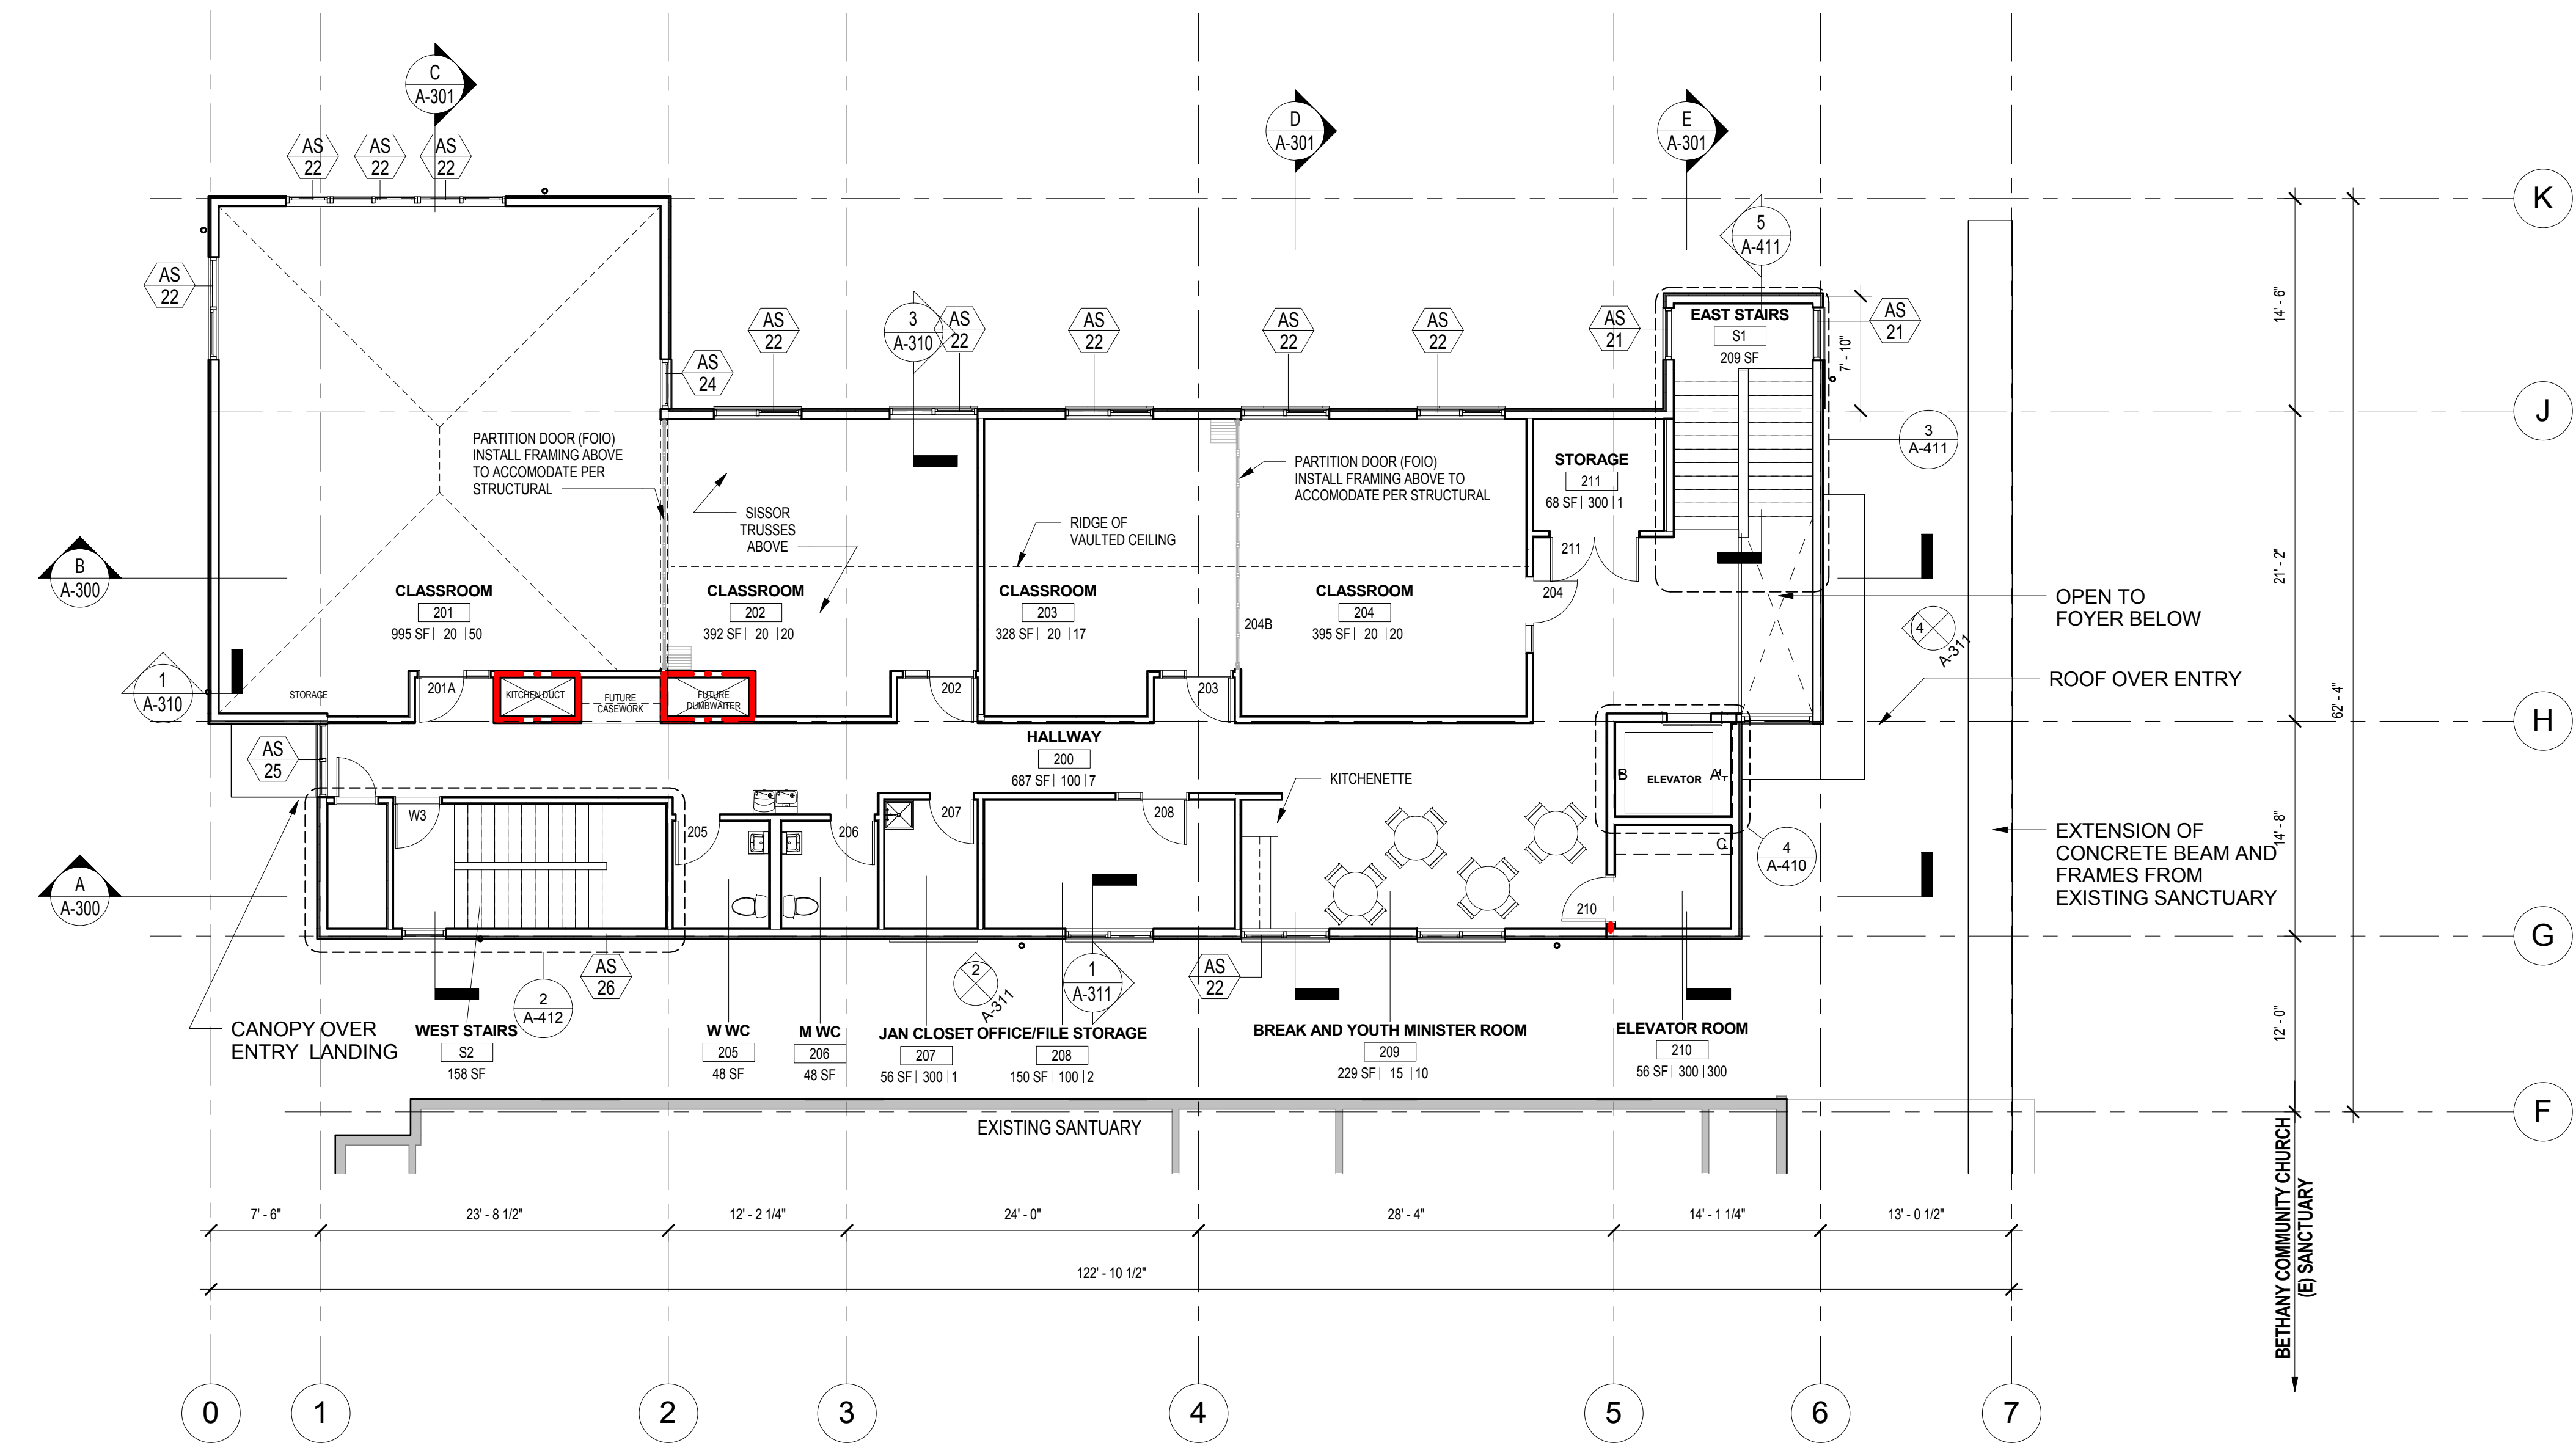 C
A-301
D
A-301
E
A-301
AS
22
AS
22
AS
22
K
5
A-411
AS
22
AS
22
3
A-310
AS
22
AS
22
AS
22
AS
22
AS
21
EAST STAIRS
S1
209 SF
AS
21
14' - 6"
7' - 10"
AS
24
J
PARTITION DOOR (FOIO)
INSTALL FRAMING ABOVE
TO ACCOMODATE PER
STRUCTURAL
PARTITION DOOR (FOIO)
INSTALL FRAMING ABOVE TO
ACCOMODATE PER STRUCTURAL
STORAGE
211
68 SF | 300 | 1
3
A-411
SISSOR
TRUSSES
ABOVE
RIDGE OF
VAULTED CEILING
211
B
A-300
CLASSROOM
201
995 SF | 20 | 50
CLASSROOM
202
392 SF | 20 | 20
CLASSROOM
203
328 SF | 20 | 17
204B
CLASSROOM
204
395 SF | 20 | 20
204
21' - 2"
62' - 4"
OPEN TO
FOYER BELOW
4
A-311
ROOF OVER ENTRY
1
A-310
STORAGE
201A
KITCHEN DUCT
FUTURE
CASEWORK
FUTURE
DUMBWAITER
202
203
H
HALLWAY
200
687 SF | 100 | 7
AS
25
KITCHENETTE
B
ELEVATOR
A
W3
205
206
207
208
C
4
A-410
14' - 8"
EXTENSION OF
CONCRETE BEAM AND
FRAMES FROM
EXISTING SANCTUARY
A
A-300
210
G
AS
26
2
A-412
2
A-311
1
A-311
AS
22
CANOPY OVER
ENTRY LANDING
WEST STAIRS
S2
158 SF
W WC
205
48 SF
M WC
206
48 SF
JAN CLOSET
207
56 SF | 300 | 1
OFFICE/FILE STORAGE
208
150 SF | 100 | 2
BREAK AND YOUTH MINISTER ROOM
209
229 SF | 15 | 10
ELEVATOR ROOM
210
56 SF | 300 | 300
12' - 0"
F
EXISTING SANTUARY
BETHANY COMMUNITY CHURCH
(E) SANCTUARY
7' - 6"
23' - 8 1/2"
12' - 2 1/4"
24' - 0"
28' - 4"
14' - 1 1/4"
13' - 0 1/2"
122' - 10 1/2"
0
1
2
3
4
5
6
7